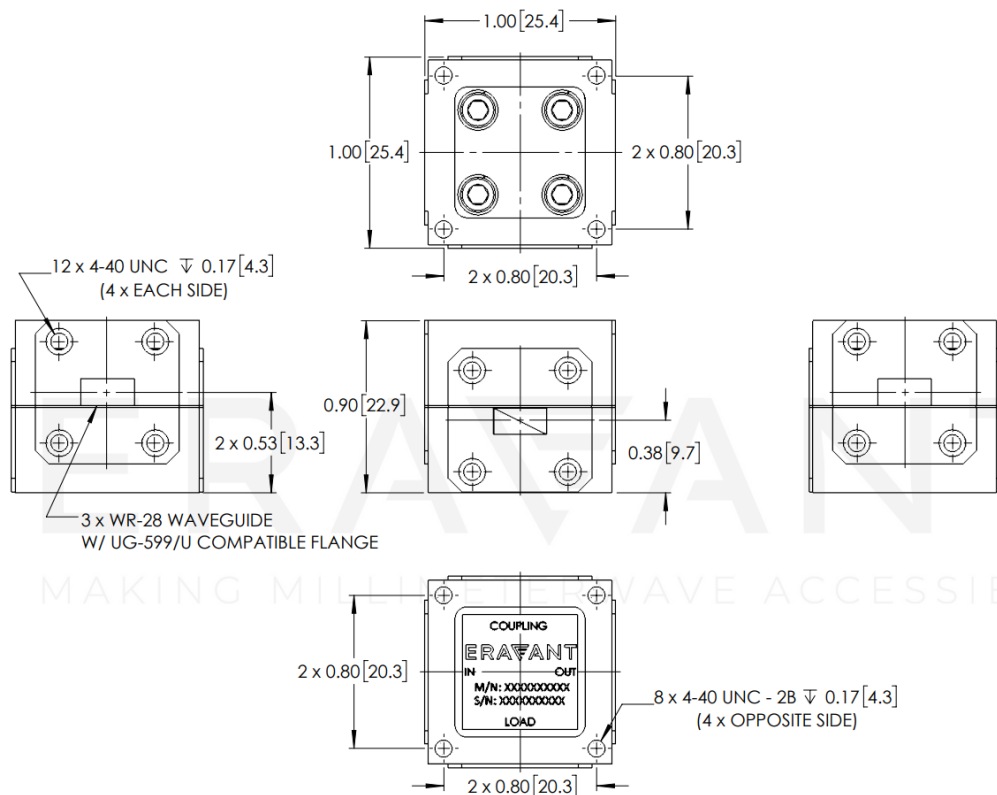 1.00[25.4]
1.00[25.4]
2 x 0.80[20.3]
2 x 0.80[20.3]
12 x 4-40 UNC ↧ 0.17[4.3]
(4 x EACH SIDE)
0.90[22.9]
2 x 0.53[13.3]
0.38[9.7]
3 x WR-28 WAVEGUIDE
W/ UG-599/U COMPATIBLE FLANGE
ERAVANT
MAKING MILLIMETERWAVE ACCESSIB
2 x 0.80[20.3]
COUPLING
ERAVANT
IN OUT
M/N: XXXXXXXXXX
S/N: XXXXXXXXXX
LOAD
8 x 4-40 UNC - 2B ↧ 0.17[4.3]
(4 x OPPOSITE SIDE)
2 x 0.80[20.3]